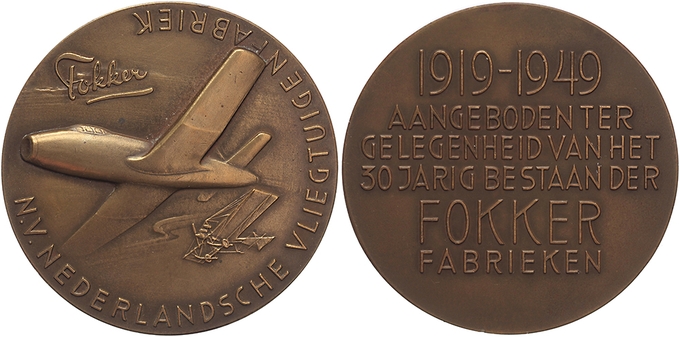 Fokker
N.V. NEDERLANDSCHE VLIEGTUIGENFABRIEK
1919-1949
AANGEBODEN TER
GELEGENHEID VAN HET
30 JARIG BESTAAN DER
FOKKER
FABRIEKEN